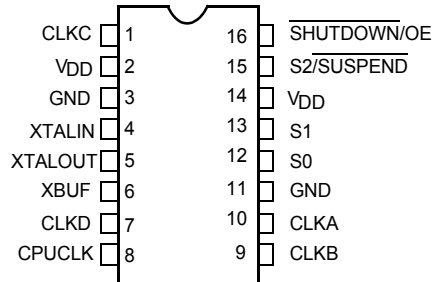 CLKC 1 16 SHUTDOWN/OE
VDD 2 15 S2/SUSPEND
GND 3 14 VDD
XTALIN 4 13 S1
XTALOUT 5 12 S0
XBUF 6 11 GND
CLKD 7 10 CLKA
CPUCLK 8 9 CLKB